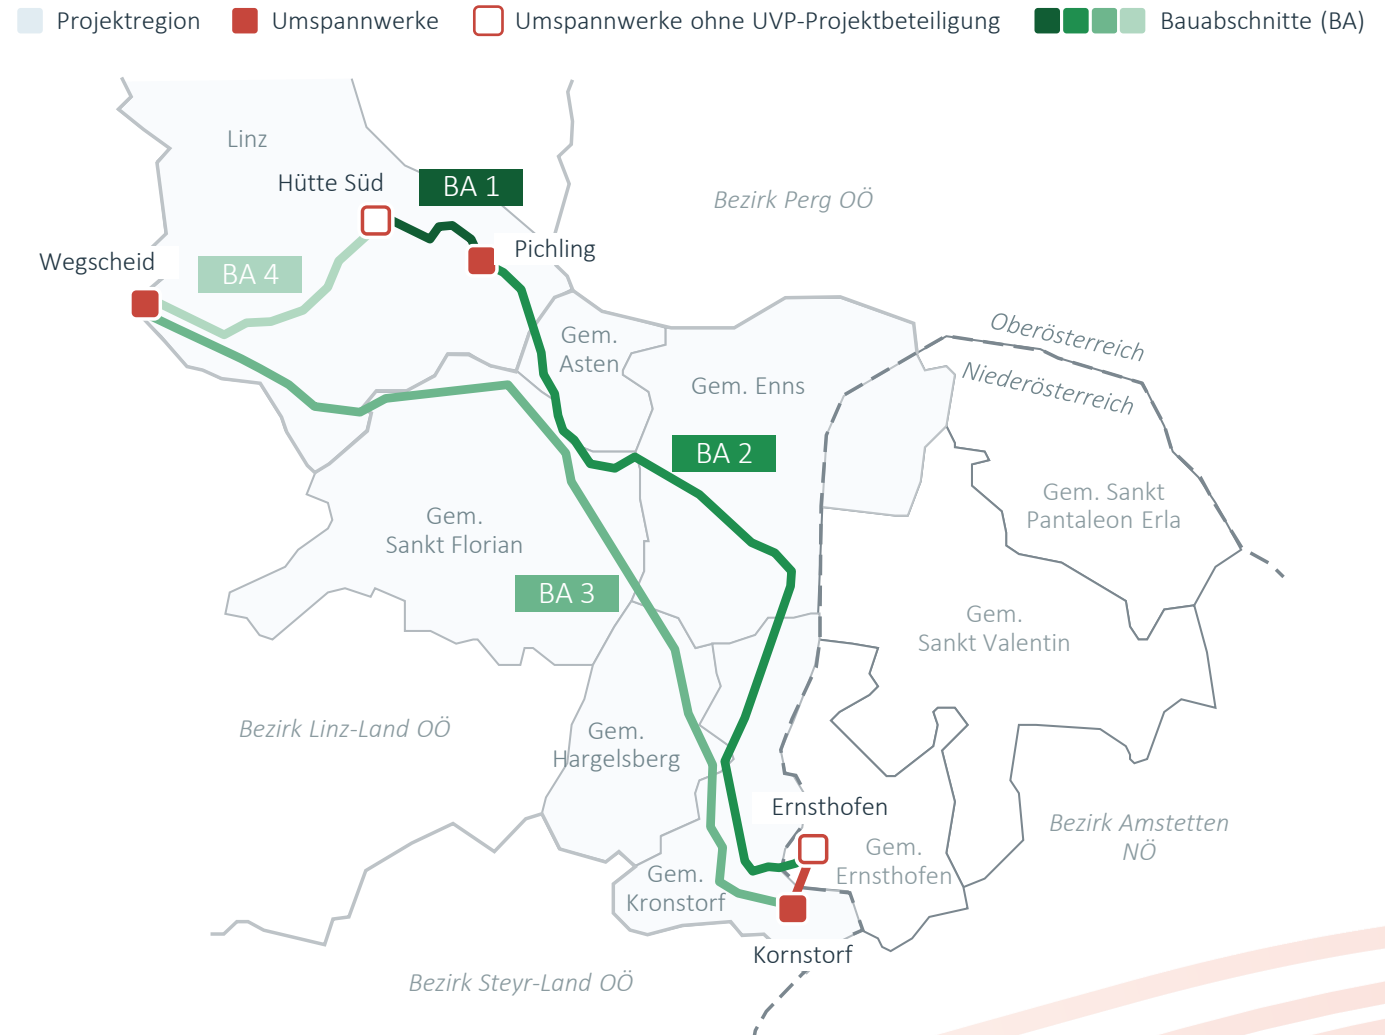 Projektregion
Umspannwerke
Umspannwerke ohne UVP-Projektbeteiligung
Bauabschnitte (BA)
Linz
Hütte Süd
BA 1
Bezirk Perg OÖ
Wegscheid
BA 4
Pichling
Gem.
Asten
Oberösterreich
Niederösterreich
Gem. Enns
BA 2
Gem. Sankt
Pantaleon Erla
Gem.
Sankt Florian
BA 3
Gem.
Sankt Valentin
Bezirk Linz-Land OÖ
Gem.
Hargelsberg
Ernsthofen
Bezirk Amstetten
NÖ
Gem.
Ernsthofen
Gem.
Kronstorf
Kornstorf
Bezirk Steyr-Land OÖ